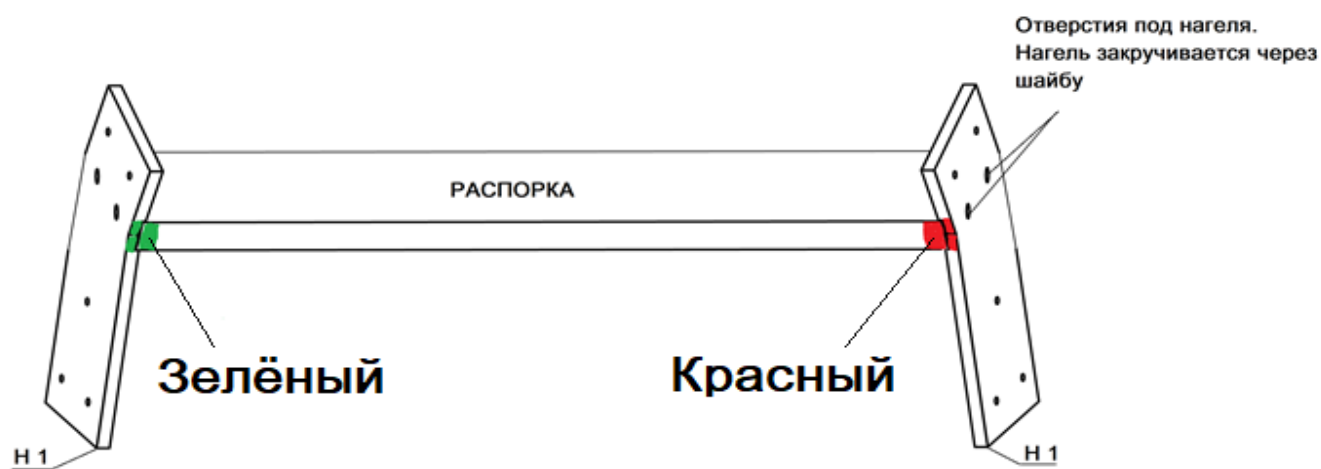 Отверстия под нагеля.
Нагель закручивается через
шайбу
РАСПОРКА
Зелёный
Красный
Н 1
Н 1